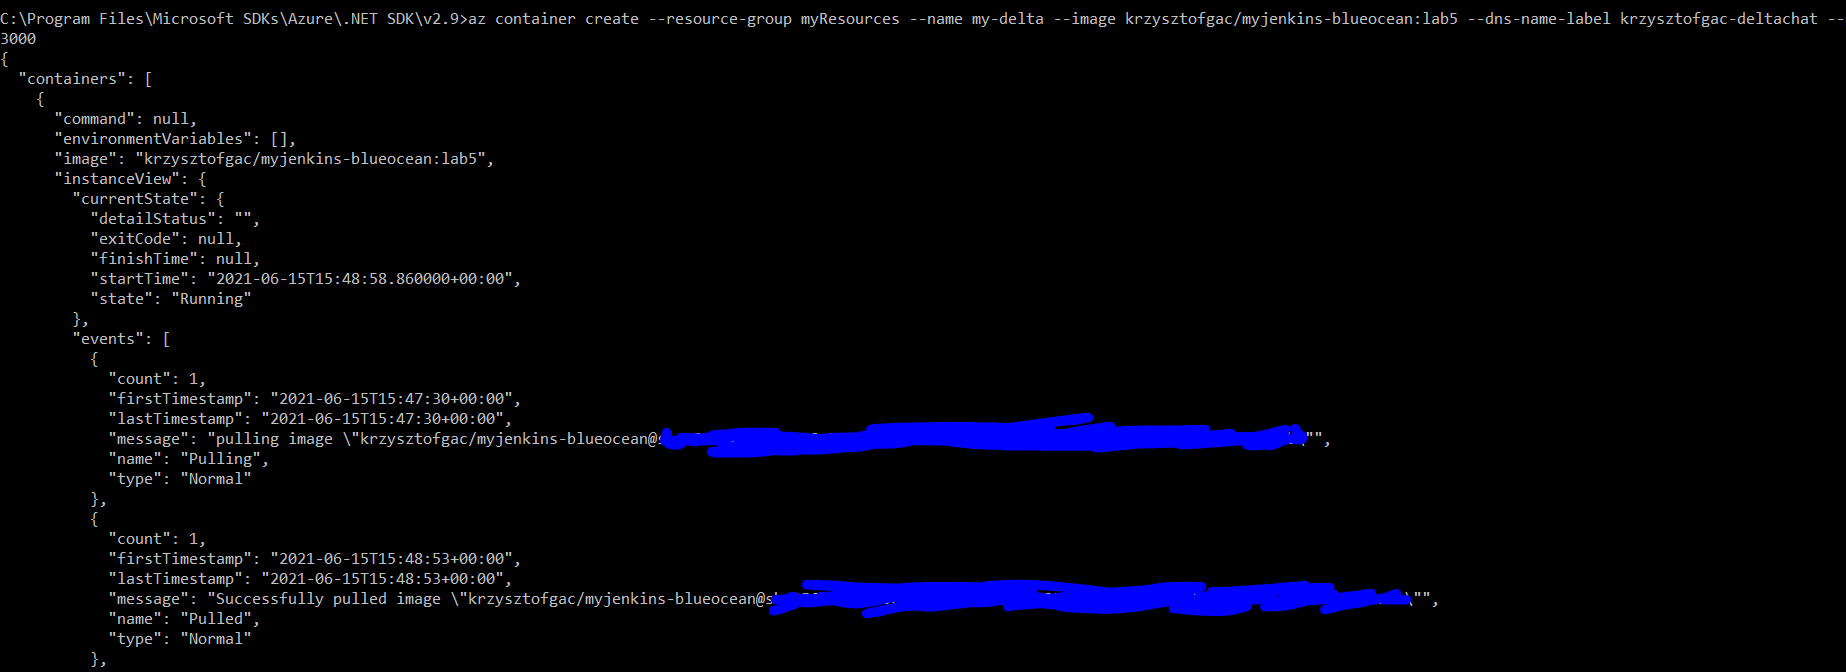 C:\Program Files\Microsoft SDKs\Azure\.NET SDK\v2.9>az container create --resource-group myResources --name my-delta --image krzysztofgac/myjenkins-blueocean:lab5 --dns-name-label krzysztofgac-deltachat --
3000
{
  "containers": [
    {
      "command": null,
      "environmentVariables": [],
      "image": "krzysztofgac/myjenkins-blueocean:lab5",
      "instanceView": {
        "currentState": {
          "detailStatus": "",
          "exitCode": null,
          "finishTime": null,
          "startTime": "2021-06-15T15:48:58.860000+00:00",
          "state": "Running"
        },
        "events": [
          {
            "count": 1,
            "firstTimestamp": "2021-06-15T15:47:30+00:00",
            "lastTimestamp": "2021-06-15T15:47:30+00:00",
            "message": "pulling image \"krzysztofgac/myjenkins-blueocean@ \"",
            "name": "Pulling",
            "type": "Normal"
          },
          {
            "count": 1,
            "firstTimestamp": "2021-06-15T15:48:53+00:00",
            "lastTimestamp": "2021-06-15T15:48:53+00:00",
            "message": "Successfully pulled image \"krzysztofgac/myjenkins-blueocean@ \"",
            "name": "Pulled",
            "type": "Normal"
          },